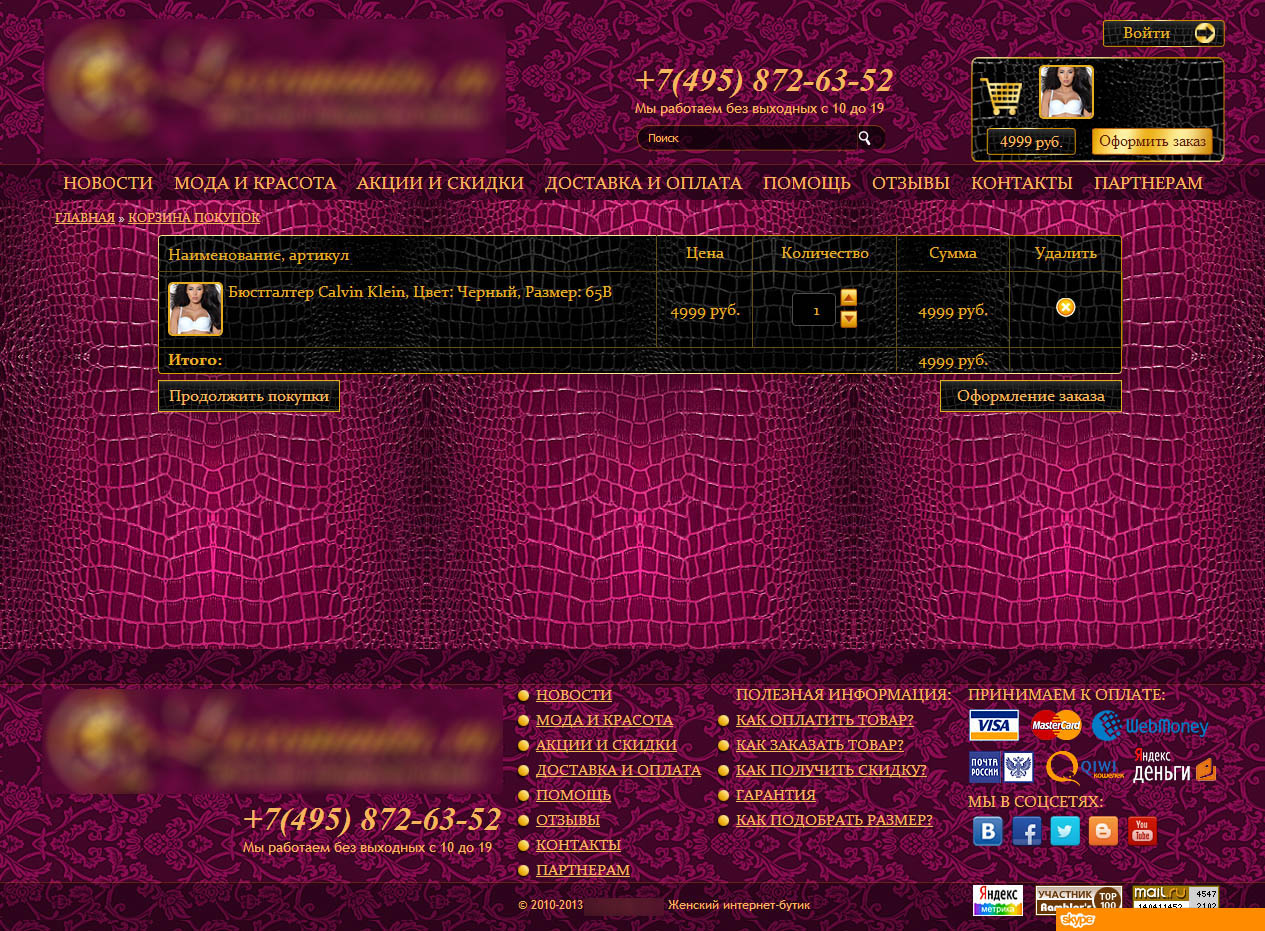 Войти
+7(495) 872-63-52
Мы работаем без выходных с 10 до 19
Поиск
4999 руб.
Оформить заказ
НОВОСТИ МОДА И КРАСОТА АКЦИИ И СКИДКИ ДОСТАВКА И ОПЛАТА ПОМОЩЬ ОТЗЫВЫ КОНТАКТЫ ПАРТНЕРАМ
ГЛАВНАЯ » КОРЗИНА ПОКУПОК
Наименование, артикул Цена Количество Сумма Удалить
Бюстгалтер Calvin Klein, Цвет: Черный, Размер: 65B
4999 руб. 1 4999 руб.
Итого: 4999 руб.
Продолжить покупки
Оформление заказа
+7(495) 872-63-52
Мы работаем без выходных с 10 до 19
НОВОСТИ
МОДА И КРАСОТА
АКЦИИ И СКИДКИ
ДОСТАВКА И ОПЛАТА
ПОМОЩЬ
ОТЗЫВЫ
КОНТАКТЫ
ПАРТНЕРАМ
ПОЛЕЗНАЯ ИНФОРМАЦИЯ:
КАК ОПЛАТИТЬ ТОВАР?
КАК ЗАКАЗАТЬ ТОВАР?
КАК ПОЛУЧИТЬ СКИДКУ?
ГАРАНТИЯ
КАК ПОДОБРАТЬ РАЗМЕР?
ПРИНИМАЕМ К ОПЛАТЕ:
VISA MasterCard WebMoney
ПОЧТА РОССИИ QIWI кошелек Яндекс деньги
МЫ В СОЦСЕТЯХ:
B f You Tube
© 2010-2013 Женский интернет-бутик
Яндекс
метрика
УЧАСТНИК TOP 100
Rambler's
mail.ru 4547
skype